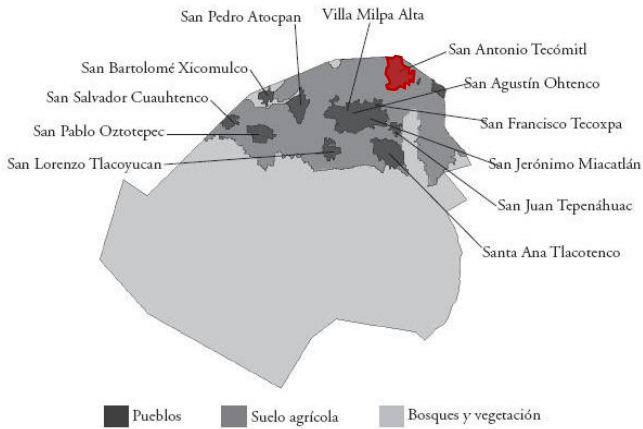 San Pedro Atocpan
Villa Milpa Alta
San Antonio Tecómitl
San Bartolomé Xicomulco
San Agustín Ohtenco
San Salvador Cuauhtenco
San Francisco Tecoxpa
San Pablo Oztotepec
San Lorenzo Tlacoyucan
San Jerónimo Miacatlán
San Juan Tepenáhuac
Santa Ana Tlacotenco
Pueblos
Suelo agrícola
Bosques y vegetación